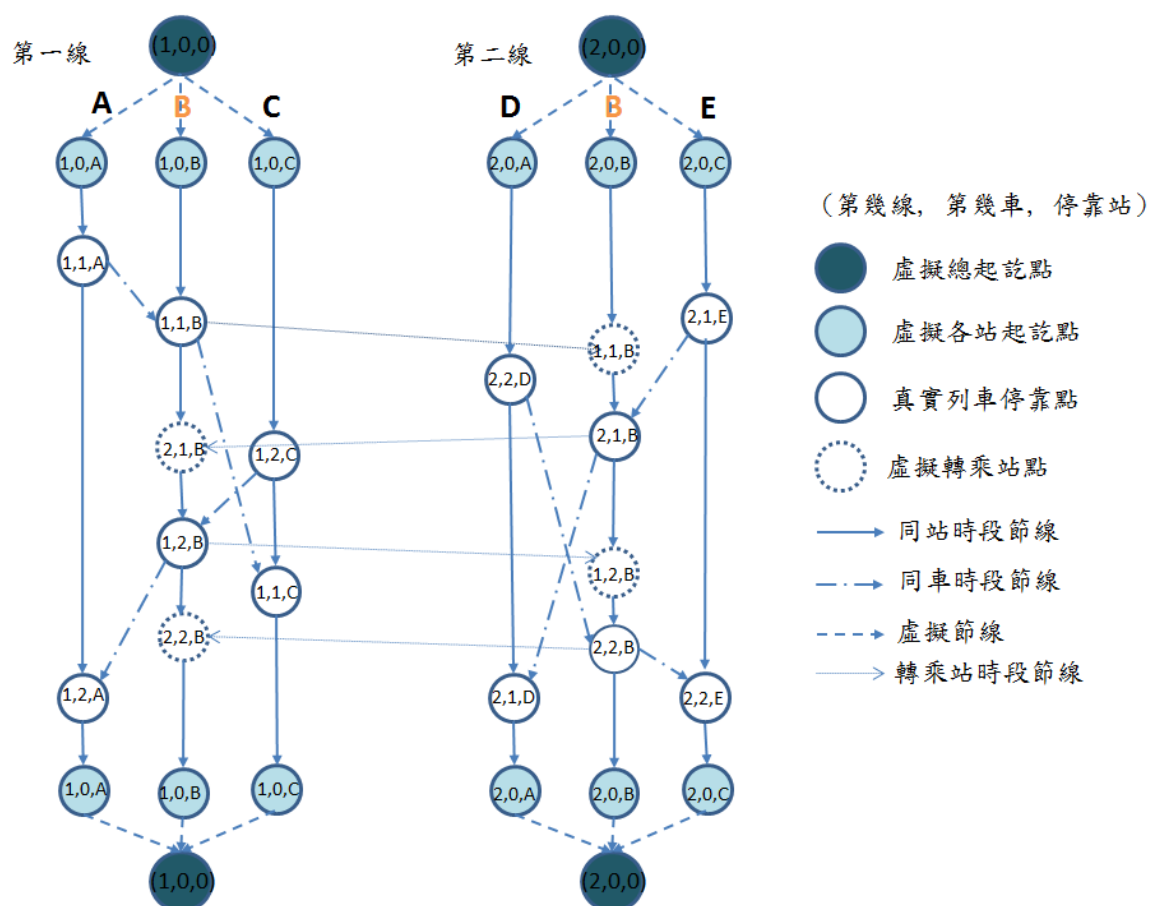 第一線
(1,0,0)
A
B
C
1,0,A
1,0,B
1,0,C
1,1,A
1,1,B
2,1,B
1,2,C
1,2,B
1,1,C
2,2,B
1,2,A
1,0,A
1,0,B
1,0,C
(1,0,0)
第二線
(2,0,0)
D
B
E
2,0,A
2,0,B
2,0,C
2,1,E
1,1,B
2,2,D
2,1,B
1,2,B
2,2,B
2,1,D
2,2,E
2,0,A
2,0,B
2,0,C
(2,0,0)
(第幾線, 第幾車, 停靠站)
虛擬總起訖點
虛擬各站起訖點
真實列車停靠點
虛擬轉乘站點
同站時段節線
同車時段節線
虛擬節線
轉乘站時段節線